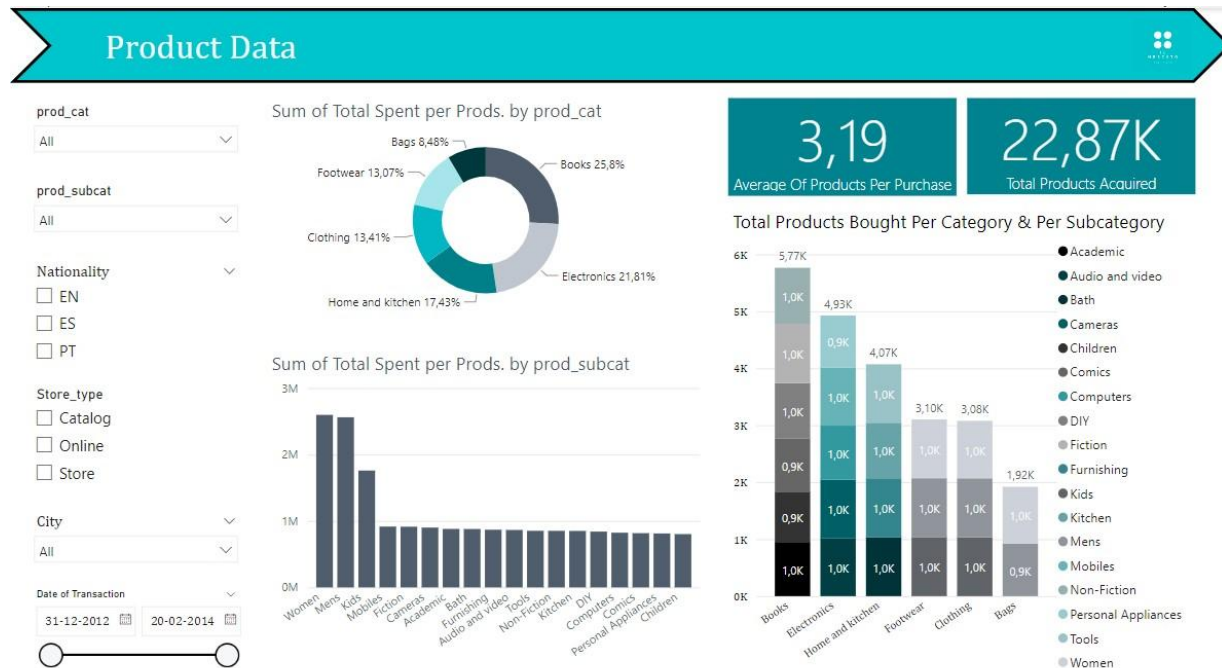 Product Data
prod_cat
All
prod_subcat
All
Nationality
EN
ES
PT
Store_type
Catalog
Online
Store
City
All
Date of Transaction
31-12-2012 20-02-2014
Sum of Total Spent per Prods. by prod_cat
Bags 8,48%
Books 25,8%
Footwear 13,07%
Clothing 13,41%
Electronics 21,81%
Home and kitchen 17,43%
Sum of Total Spent per Prods. by prod_subcat
3M
2M
1M
0M
Women
Mens
Kids
Mobiles
Fiction
Cameras
Academic
Bath
Furnishing
Audio and video
Tools
Non-Fiction
Kitchen
DIY
Computers
Comics
Personal Appliances
Children
3,19
Average Of Products Per Purchase
22,87K
Total Products Acquired
Total Products Bought Per Category & Per Subcategory
6K
5K
4K
3K
2K
1K
0K
5,77K
1,0K
1,0K
1,0K
0,9K
0,9K
1,0K
4,93K
0,9K
1,0K
1,0K
1,0K
1,0K
4,07K
1,0K
1,0K
1,0K
1,0K
3,10K
1,0K
1,0K
1,0K
3,08K
1,0K
1,0K
1,0K
1,92K
1,0K
0,9K
Books
Electronics
Home and kitchen
Footwear
Clothing
Bags
Academic
Audio and video
Bath
Cameras
Children
Comics
Computers
DIY
Fiction
Furnishing
Kids
Kitchen
Mens
Mobiles
Non-Fiction
Personal Appliances
Tools
Women